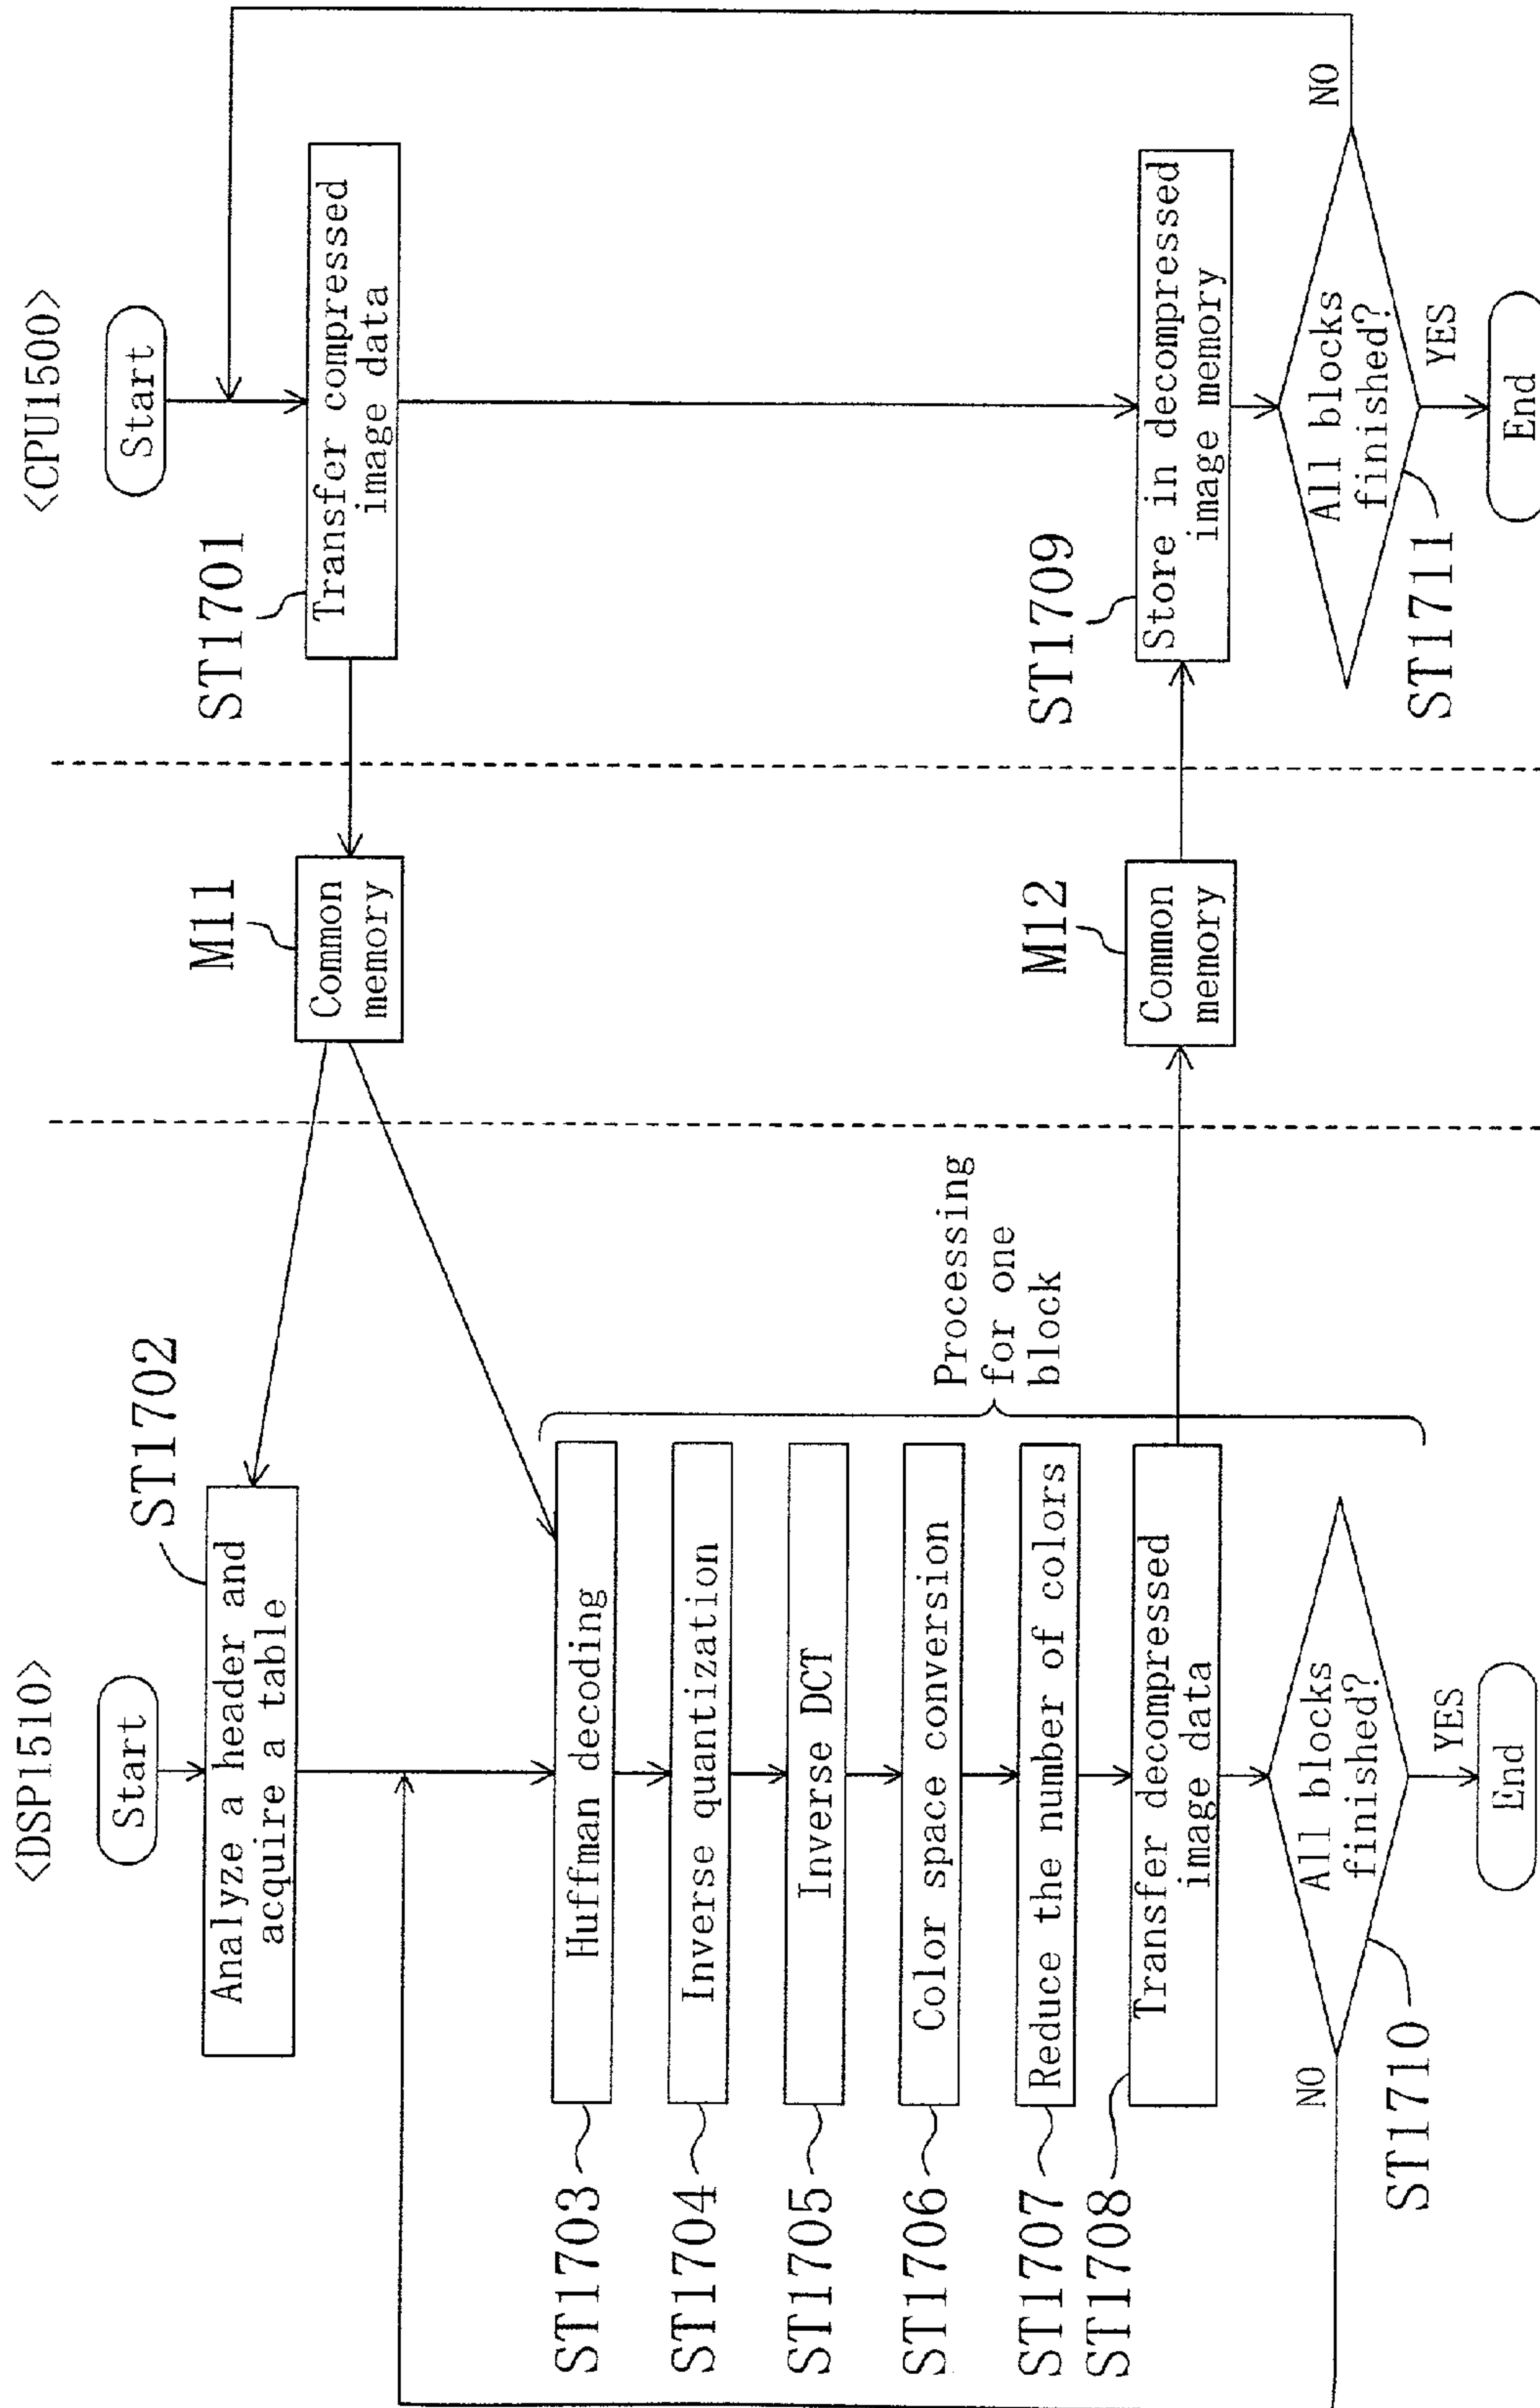 <DSP1510>
Start
ST1702
Analyze a header and
acquire a table
ST1703
Huffman decoding
ST1704
Inverse quantization
ST1705
Inverse DCT
ST1706
Color space conversion
ST1707
Reduce the number of colors
ST1708
Transfer decompressed
image data
Processing
for one
block
All blocks
finished?
ST1710
NO
YES
End
M11
Common
memory
M12
Common
memory
<CPU1500>
Start
ST1701
Transfer compressed
image data
ST1709
Store in decompressed
image memory
All blocks
finished?
ST1711
NO
YES
End